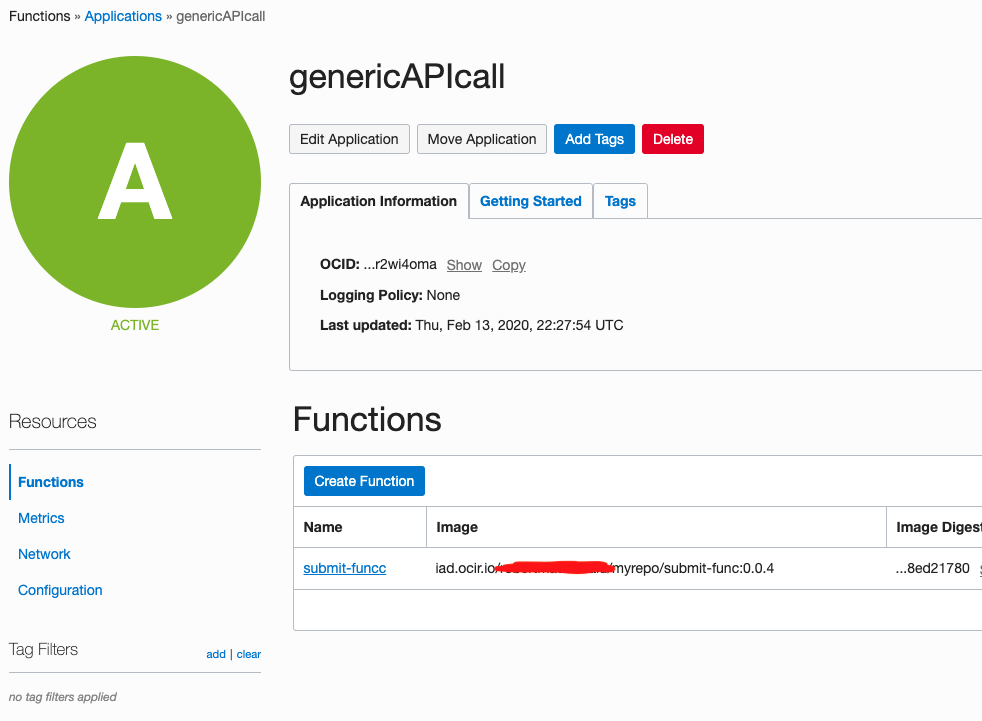 Functions » Applications » genericAPIcall
A
ACTIVE
genericAPIcall
Edit Application Move Application Add Tags Delete
Application Information Getting Started Tags
OCID: ...r2wi4oma Show Copy
Logging Policy: None
Last updated: Thu, Feb 13, 2020, 22:27:54 UTC
Resources
Functions
Metrics
Network
Configuration
Tag Filters add | clear
no tag filters applied
Functions
Create Function
Name Image Image Digest
submit-funcc iad.ocir.io/ /myrepo/submit-func:0.0.4 ...8ed21780